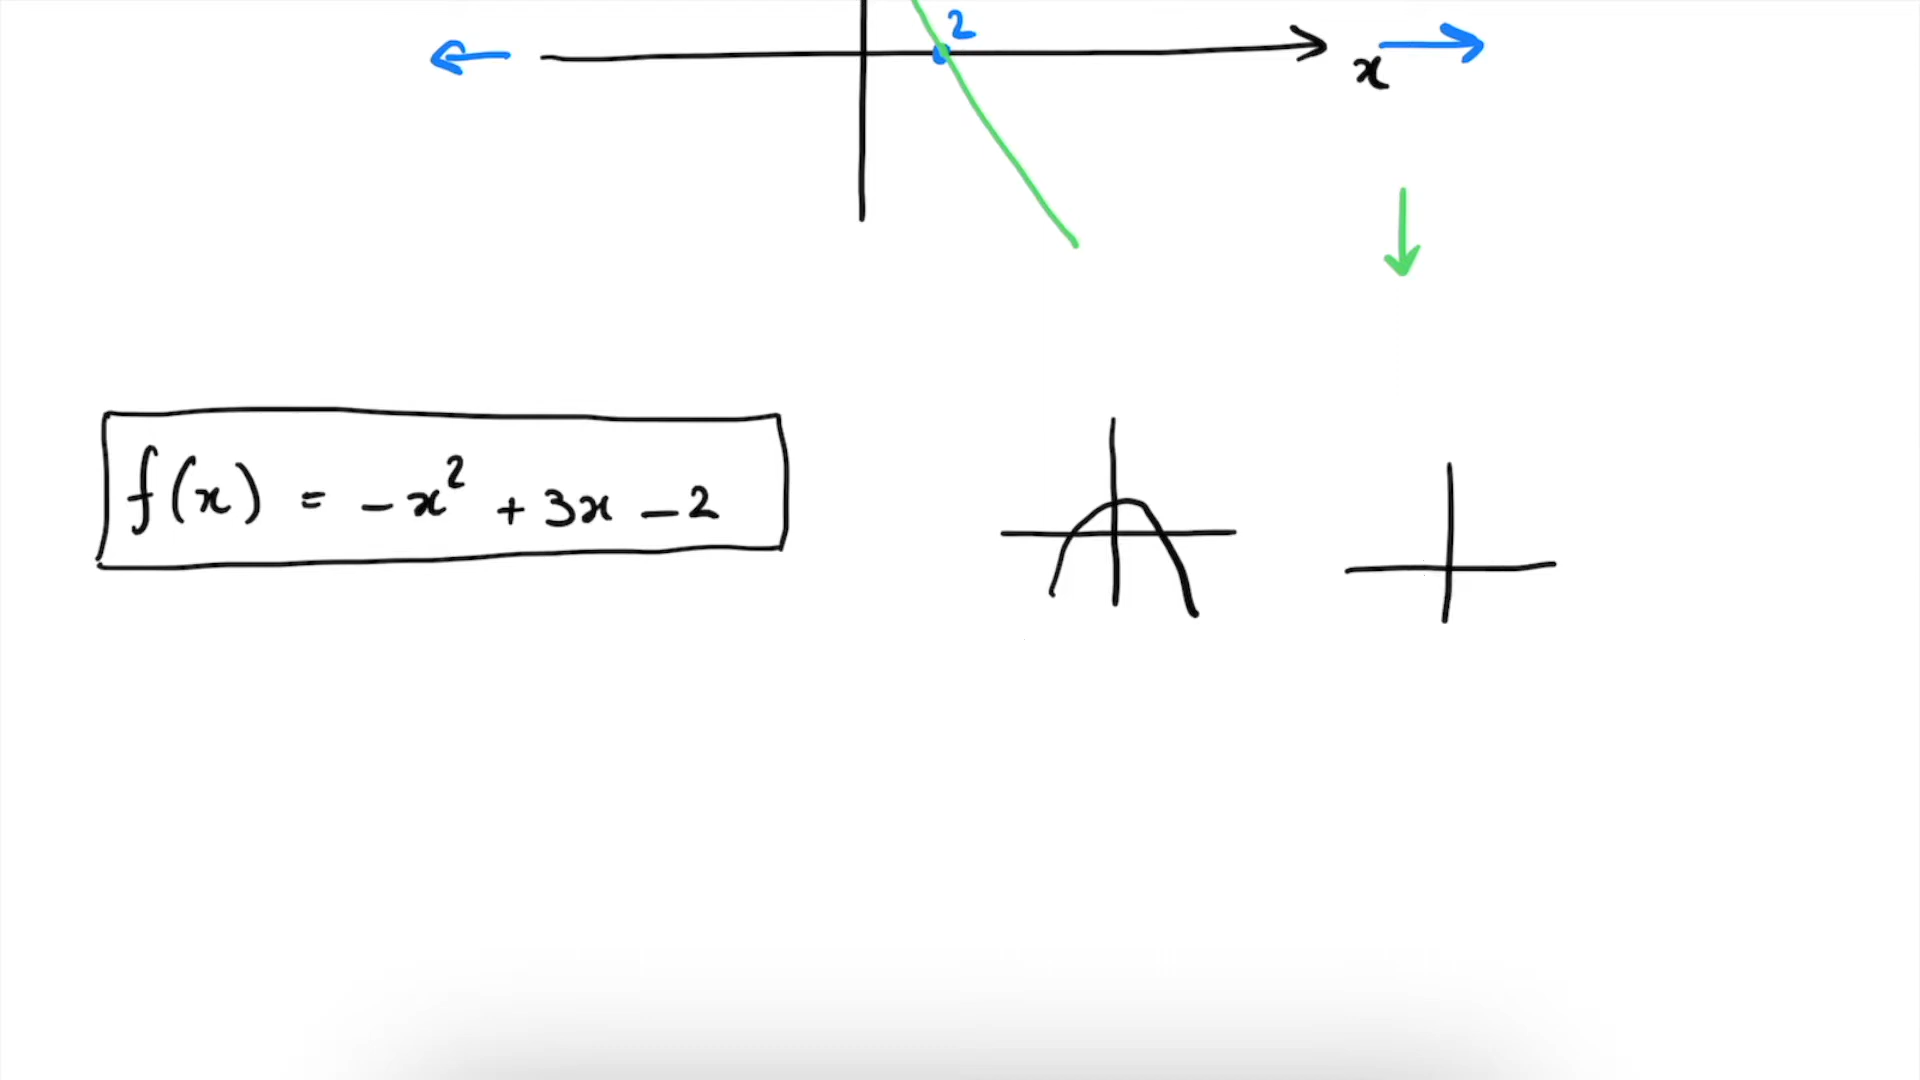 2
x
f(x) = -x² + 3x - 2